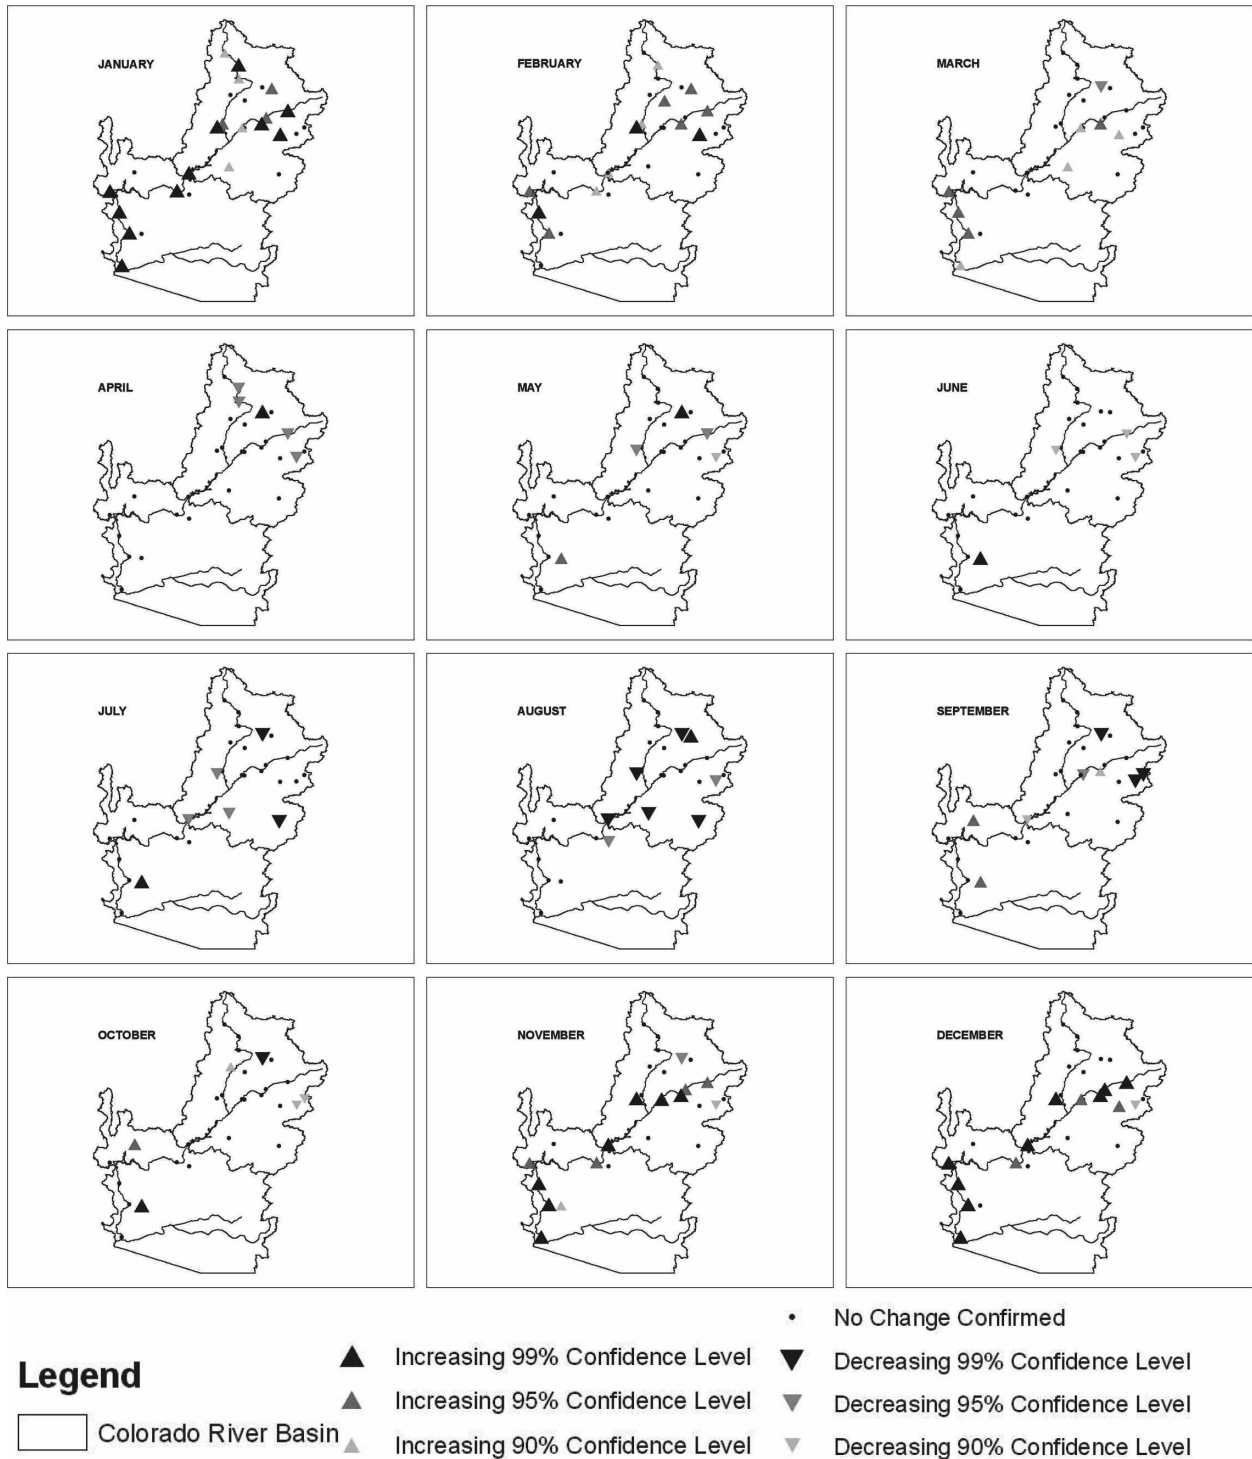 JANUARY
FEBRUARY
MARCH
APRIL
MAY
JUNE
JULY
AUGUST
SEPTEMBER
OCTOBER
NOVEMBER
DECEMBER
Legend
Colorado River Basin
Increasing 99% Confidence Level
Increasing 95% Confidence Level
Increasing 90% Confidence Level
No Change Confirmed
Decreasing 99% Confidence Level
Decreasing 95% Confidence Level
Decreasing 90% Confidence Level